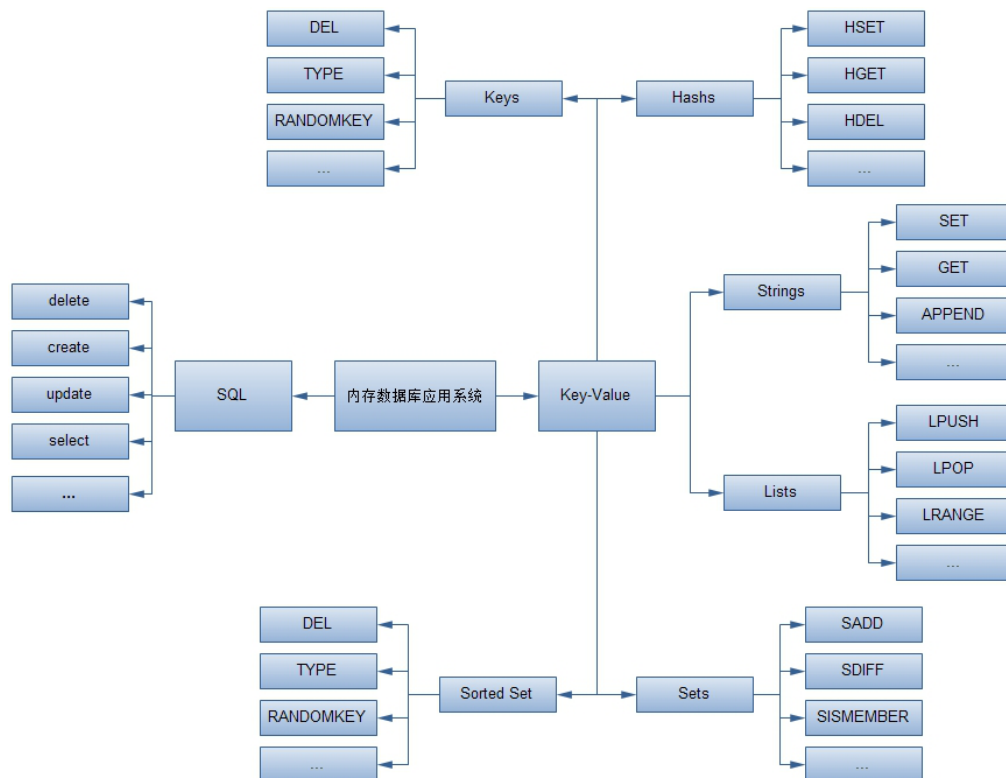 DEL
HSET
TYPE
HGET
Keys
Hashs
RANDOMKEY
HDEL
...
...
SET
GET
Strings
APPEND
...
delete
create
update
select
...
SQL
内存数据库应用系统
Key-Value
LPUSH
LPOP
Lists
LRANGE
...
DEL
SADD
TYPE
SDIFF
Sorted Set
Sets
RANDOMKEY
SISMEMBER
...
...